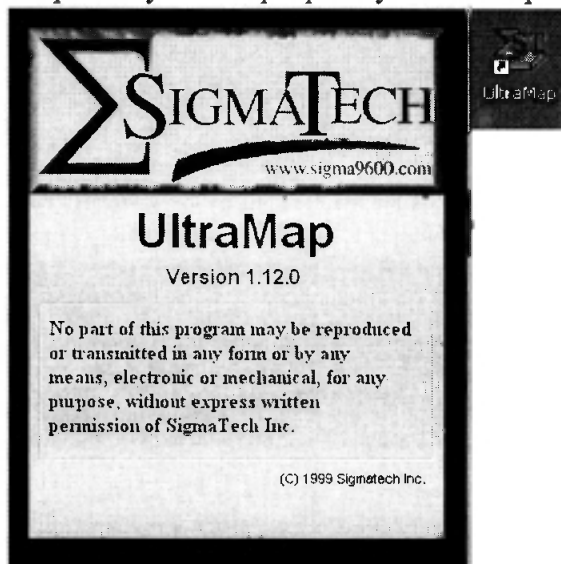 SIGMATECH
www.sigma9600.com
UltraMap
UltraMap
Version 1.12.0
No part of this program may be reproduced
or transmitted in any form or by any
means, electronic or mechanical, for any
purpose, without express written
permission of SigmaTech Inc.
(C) 1999 Sigmatech Inc.